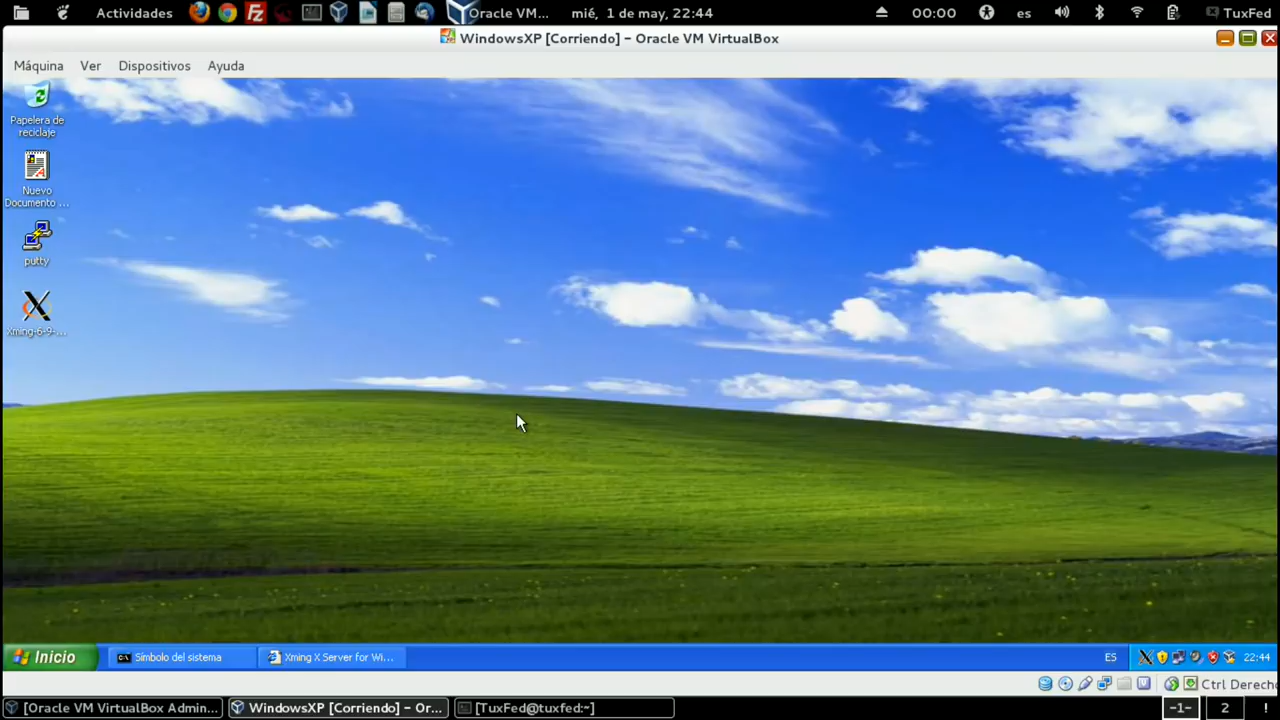 Actividades
Oracle VM...
mié, 1 de may, 22:44
00:00
es
TuxFed
WindowsXP [Corriendo] - Oracle VM VirtualBox
Máquina Ver Dispositivos Ayuda
Papelera de
reciclaje
Nuevo
Documento ...
putty
Xming-6-9-...
Inicio
Símbolo del sistema
Xming X Server for Wi...
ES
22:44
Ctrl Derecho
[Oracle VM VirtualBox Admin...
WindowsXP [Corriendo] - Or...
[TuxFed@tuxfed:~]
-1-
2
!